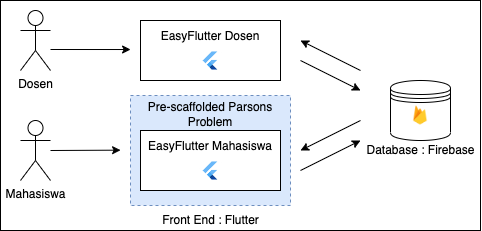 EasyFlutter Dosen
Dosen
Pre-scaffolded Parsons
Problem
EasyFlutter Mahasiswa
Mahasiswa
Database : Firebase
Front End : Flutter